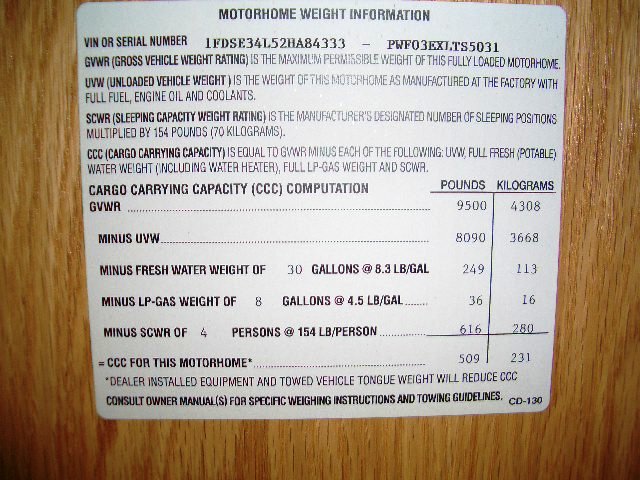 MOTORHOME WEIGHT INFORMATION
VIN OR SERIAL NUMBER 1FDSE34L52HA84333 - PWF03EXLTS5031
GVWR (GROSS VEHICLE WEIGHT RATING) IS THE MAXIMUM PERMISSIBLE WEIGHT OF THIS FULLY LOADED MOTORHOME.
UVW (UNLOADED VEHICLE WEIGHT) IS THE WEIGHT OF THIS MOTORHOME AS MANUFACTURED AT THE FACTORY WITH
FULL FUEL, ENGINE OIL AND COOLANTS.
SCWR (SLEEPING CAPACITY WEIGHT RATING) IS THE MANUFACTURER'S DESIGNATED NUMBER OF SLEEPING POSITIONS
MULTIPLIED BY 154 POUNDS (70 KILOGRAMS).
CCC (CARGO CARRYING CAPACITY) IS EQUAL TO GVWR MINUS EACH OF THE FOLLOWING: UVW, FULL FRESH (POTABLE)
WATER WEIGHT (INCLUDING WATER HEATER), FULL LP-GAS WEIGHT AND SCWR.
CARGO CARRYING CAPACITY (CCC) COMPUTATION POUNDS KILOGRAMS
GVWR 9500 4308
MINUS UVW 8090 3668
MINUS FRESH WATER WEIGHT OF 30 GALLONS @ 8.3 LB/GAL 249 113
MINUS LP-GAS WEIGHT OF 8 GALLONS @ 4.5 LB/GAL 36 16
MINUS SCWR OF 4 PERSONS @ 154 LB/PERSON 616 280
= CCC FOR THIS MOTORHOME* 509 231
*DEALER INSTALLED EQUIPMENT AND TOWED VEHICLE TONGUE WEIGHT WILL REDUCE CCC
CONSULT OWNER MANUAL(S) FOR SPECIFIC WEIGHING INSTRUCTIONS AND TOWING GUIDELINES. CD-130